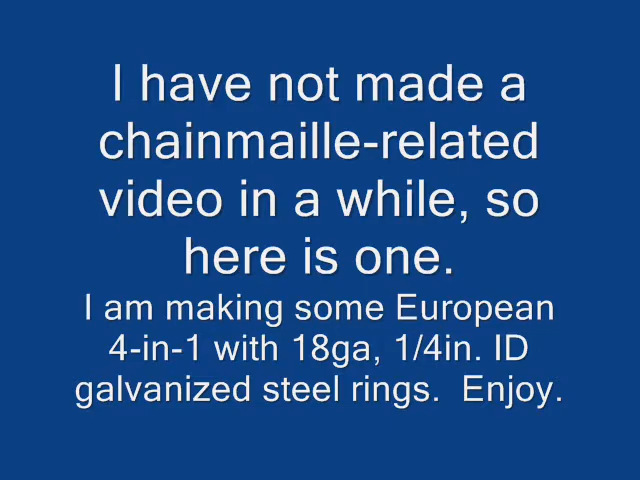 I have not made a
chainmaille-related
video in a while, so
here is one.
I am making some European
4-in-1 with 18ga, 1/4in. ID
galvanized steel rings.  Enjoy.